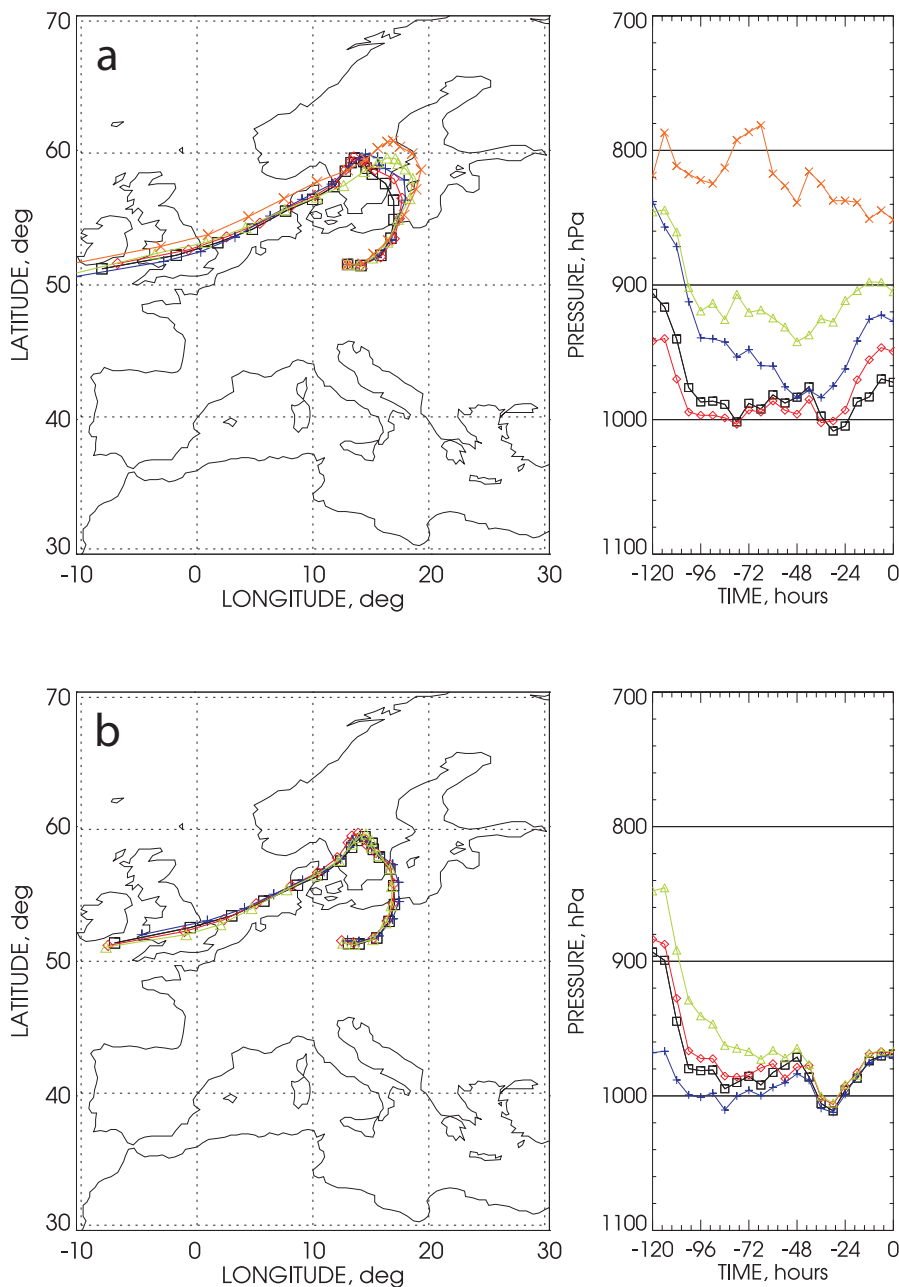 a
70
60
50
40
30
-10 0 10 20 30
LONGITUDE, deg
LATITUDE, deg
700
800
900
1000
1100
-120 -96 -72 -48 -24 0
TIME, hours
PRESSURE, hPa
b
70
60
50
40
30
-10 0 10 20 30
LONGITUDE, deg
LATITUDE, deg
700
800
900
1000
1100
-120 -96 -72 -48 -24 0
TIME, hours
PRESSURE, hPa